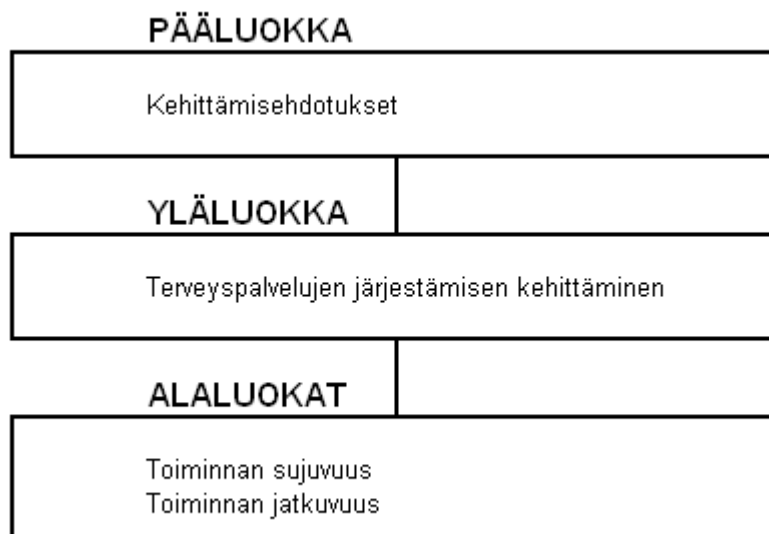 PÄÄLUOKKA
Kehittämisehdotukset
YLÄLUOKKA
Terveyspalvelujen järjestämisen kehittäminen
ALALUOKAT
Toiminnan sujuvuus
Toiminnan jatkuvuus